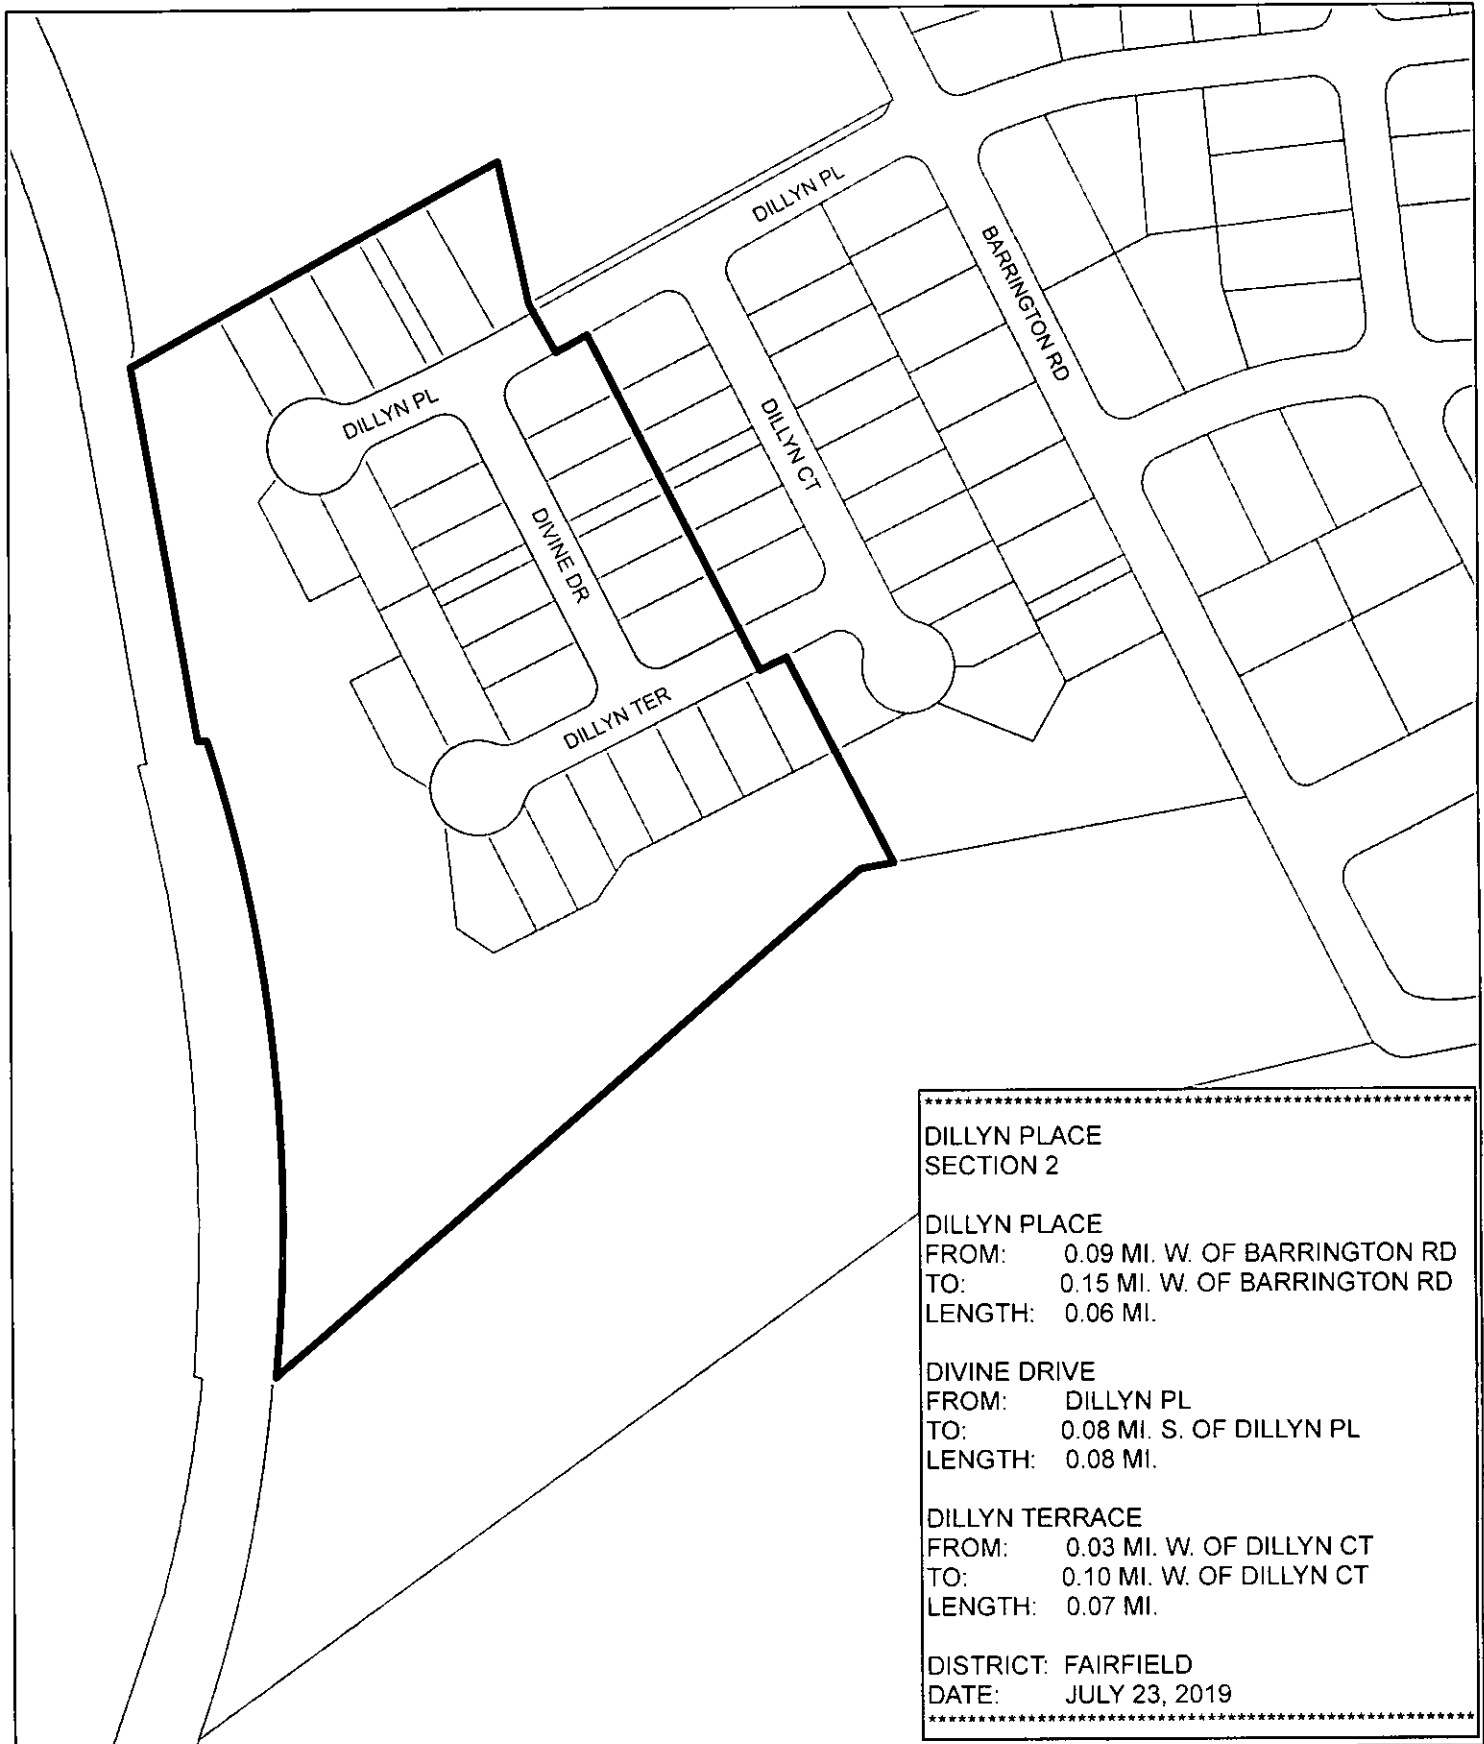 DILLYN PL
BARRINGTON RD
DILLYN PL
DILLYN CT
DIVINE DR
DILLYN TER
*******************************************************
DILLYN PLACE
SECTION 2
DILLYN PLACE
FROM: 0.09 MI. W. OF BARRINGTON RD
TO: 0.15 MI. W. OF BARRINGTON RD
LENGTH: 0.06 MI.
DIVINE DRIVE
FROM: DILLYN PL
TO: 0.08 MI. S. OF DILLYN PL
LENGTH: 0.08 MI.
DILLYN TERRACE
FROM: 0.03 MI. W. OF DILLYN CT
TO: 0.10 MI. W. OF DILLYN CT
LENGTH: 0.07 MI.
DISTRICT: FAIRFIELD
DATE: JULY 23, 2019
*******************************************************